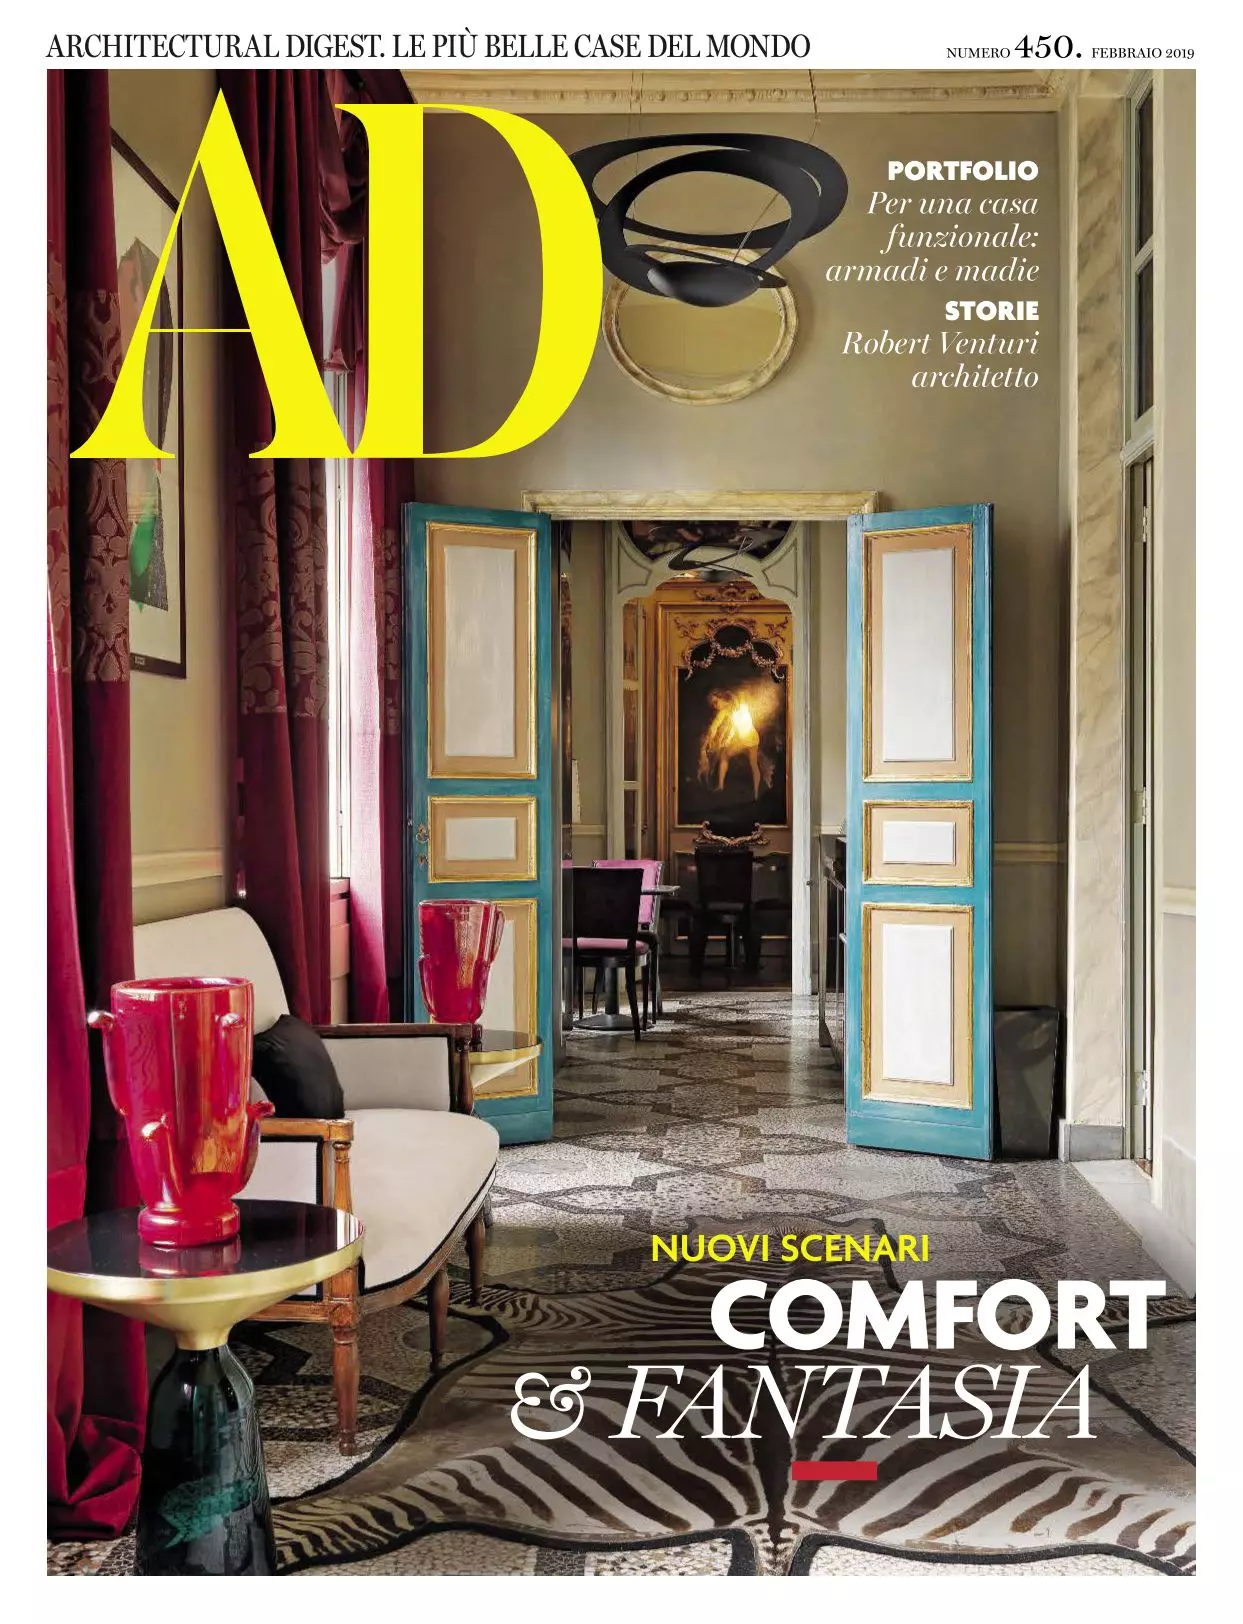 ARCHITECTURAL DIGEST. LE PIÙ BELLE CASE DEL MONDO
NUMERO 450. FEBBRAIO 2019
AD
PORTFOLIO
Per una casa
funzionale:
armadi e madie
STORIE
Robert Venturi
architetto
NUOVI SCENARI
COMFORT
& FANTASIA